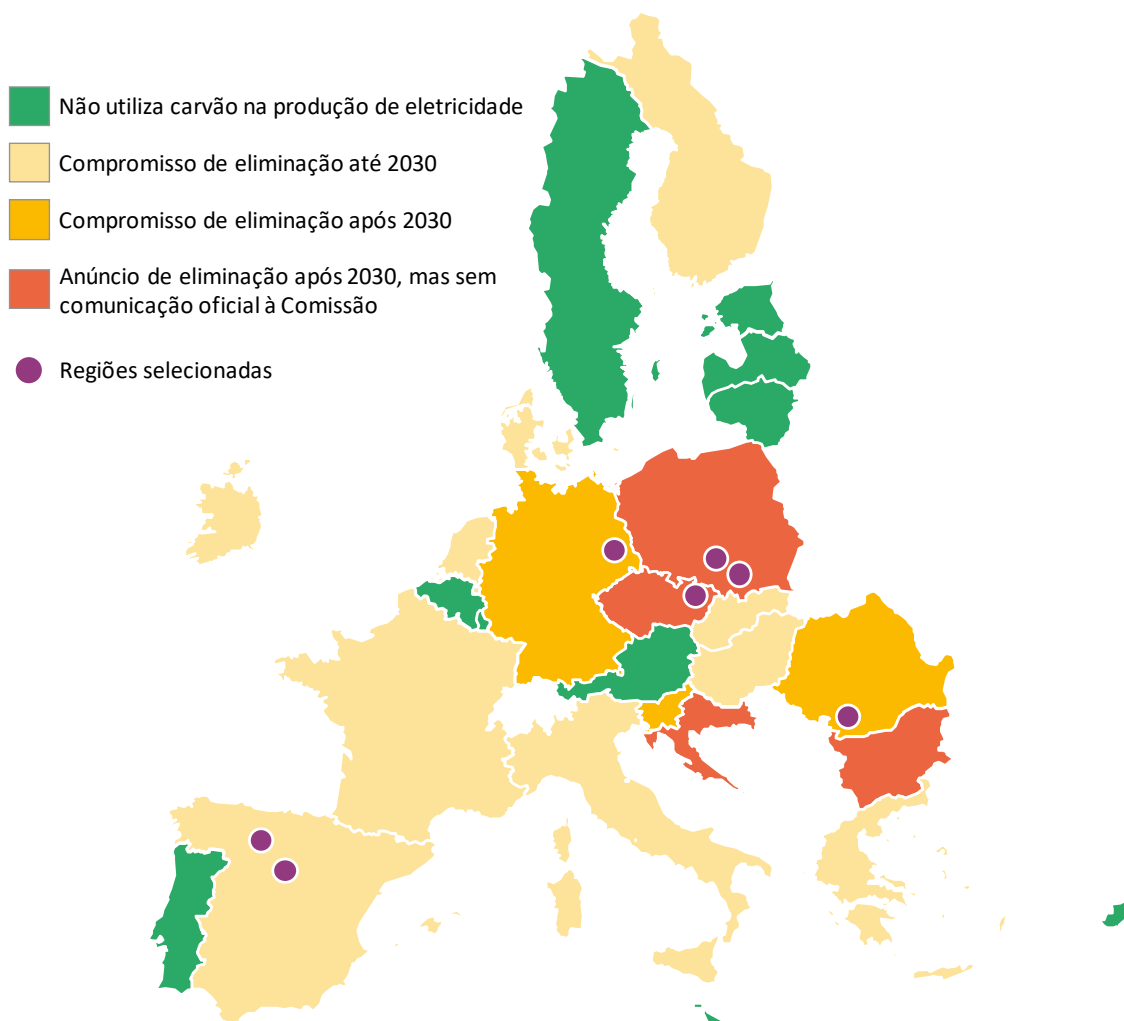 Não utiliza carvão na produção de eletricidade
Compromisso de eliminação até 2030
Compromisso de eliminação após 2030
Anúncio de eliminação após 2030, mas sem
comunicação oficial à Comissão
Regiões selecionadas